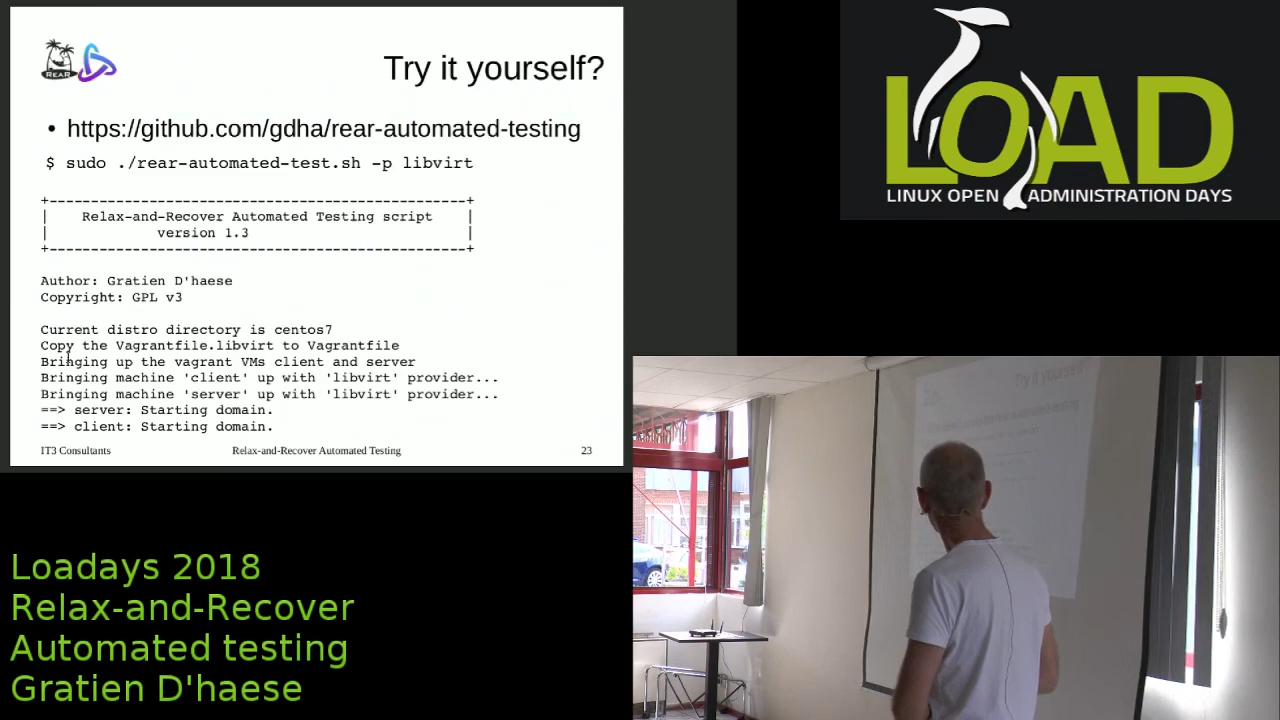 ReaR
Try it yourself?
• https://github.com/gdha/rear-automated-testing
$ sudo ./rear-automated-test.sh -p libvirt
+--------------------------------------------------+
| Relax-and-Recover Automated Testing script |
| version 1.3 |
+--------------------------------------------------+
Author: Gratien D'haese
Copyright: GPL v3
Current distro directory is centos7
Copy the Vagrantfile.libvirt to Vagrantfile
Bringing up the vagrant VMs client and server
Bringing machine 'client' up with 'libvirt' provider...
Bringing machine 'server' up with 'libvirt' provider...
==> server: Starting domain.
==> client: Starting domain.
IT3 Consultants Relax-and-Recover Automated Testing 23
LOAD
LINUX OPEN ADMINISTRATION DAYS
Try it yourself?
Loadays 2018
Relax-and-Recover
Automated testing
Gratien D'haese